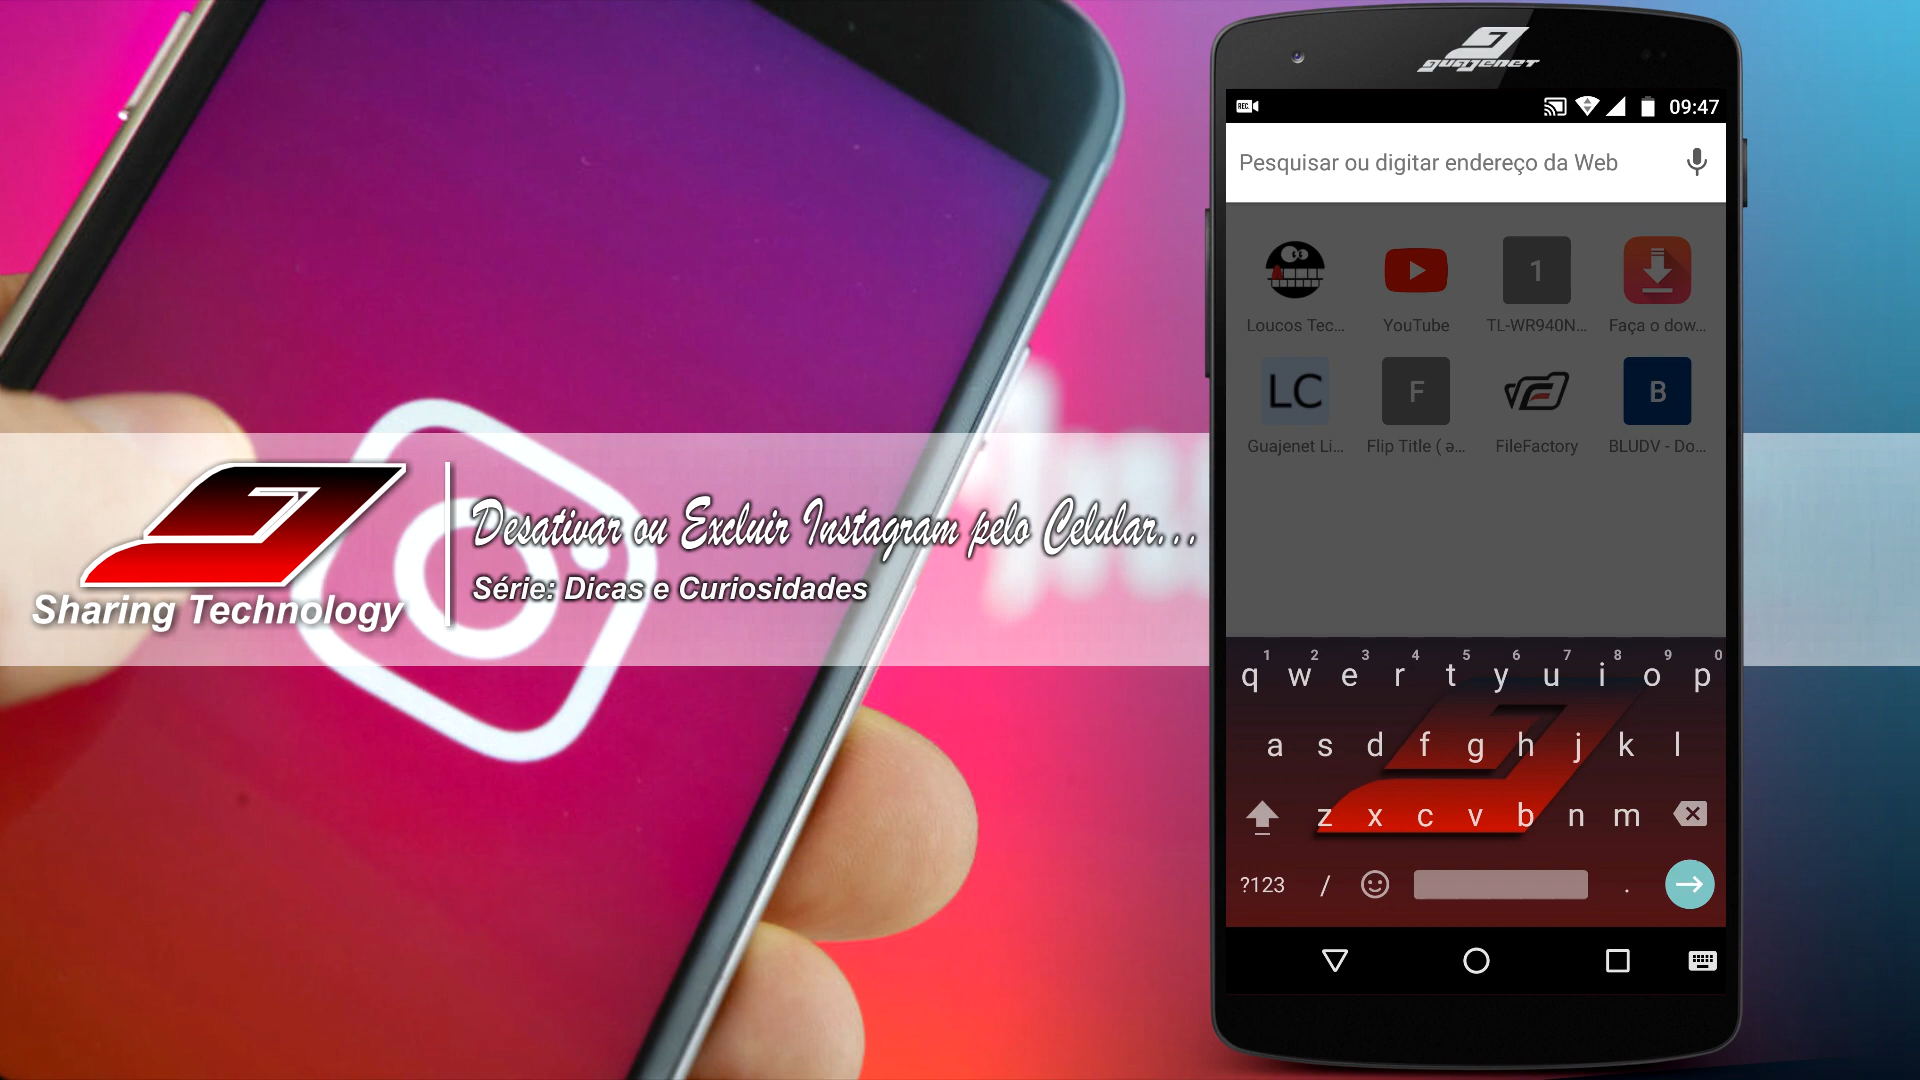 Desativar ou Excluir Instagram pelo Celular...
Série: Dicas e Curiosidades
Sharing Technology
guajenet
REC
09:47
Pesquisar ou digitar endereço da Web
1
Loucos Tec... YouTube TL-WR940N... Faça o dow...
LC F B
Guajenet Li... Flip Title ( ə... FileFactory BLUDV - Do...
1 2 3 4 5 6 7 8 9 0
q w e r t y u i o p
a s d f g h j k l
z x c v b n m
?123 / .